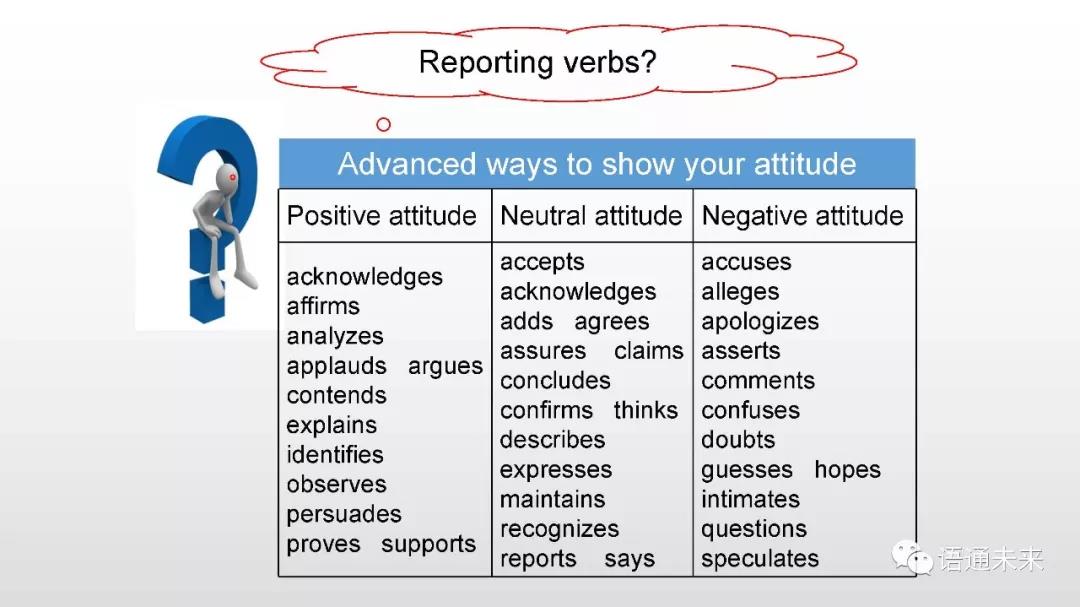 Reporting verbs?
Advanced ways to show your attitude
Positive attitude
acknowledges
affirms
analyzes
applauds argues
contends
explains
identifies
observes
persuades
proves supports
Neutral attitude
accepts
acknowledges
adds agrees
assures claims
concludes
confirms thinks
describes
expresses
maintains
recognizes
reports says
Negative attitude
accuses
alleges
apologizes
asserts
comments
confuses
doubts
guesses hopes
intimates
questions
speculates
语通未来